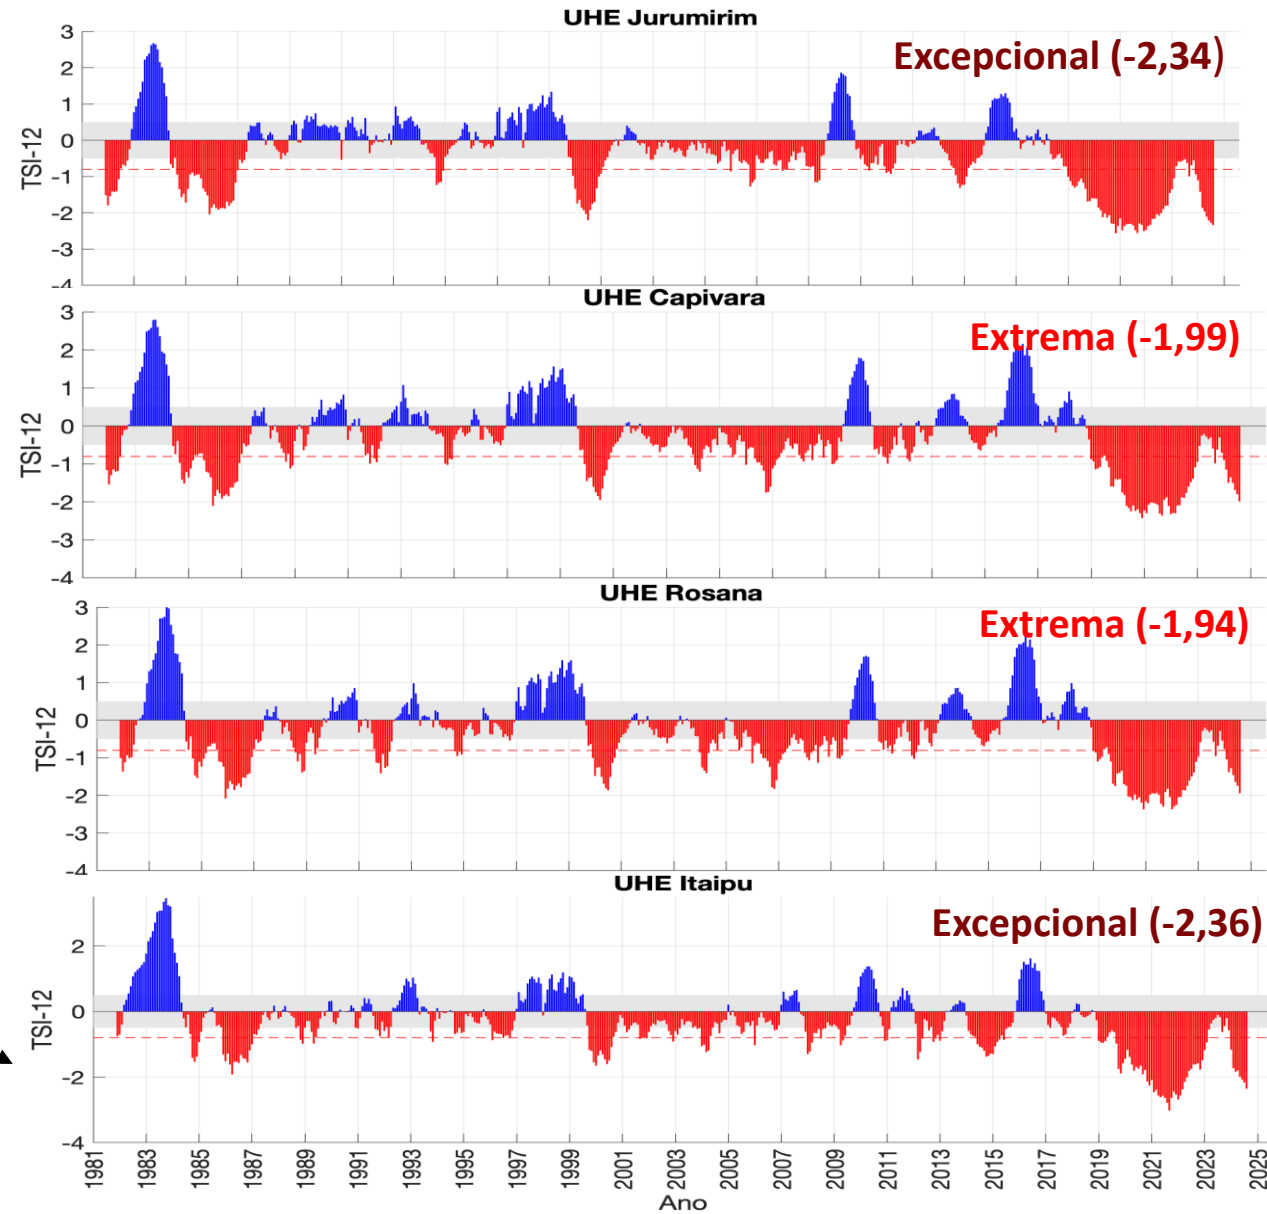 UHE Jurumirim
Excepcional (-2,34)
3
2
1
0
-1
-2
-3
-4
TSI-12
UHE Capivara
Extrema (-1,99)
3
2
1
0
-1
-2
-3
-4
TSI-12
UHE Rosana
Extrema (-1,94)
3
2
1
0
-1
-2
-3
-4
TSI-12
UHE Itaipu
Excepcional (-2,36)
2
0
-2
-4
TSI-12
1981 1983 1985 1987 1989 1991 1993 1995 1997 1999 2001 2003 2005 2007 2009 2011 2013 2015 2017 2019 2021 2023 2025
Ano